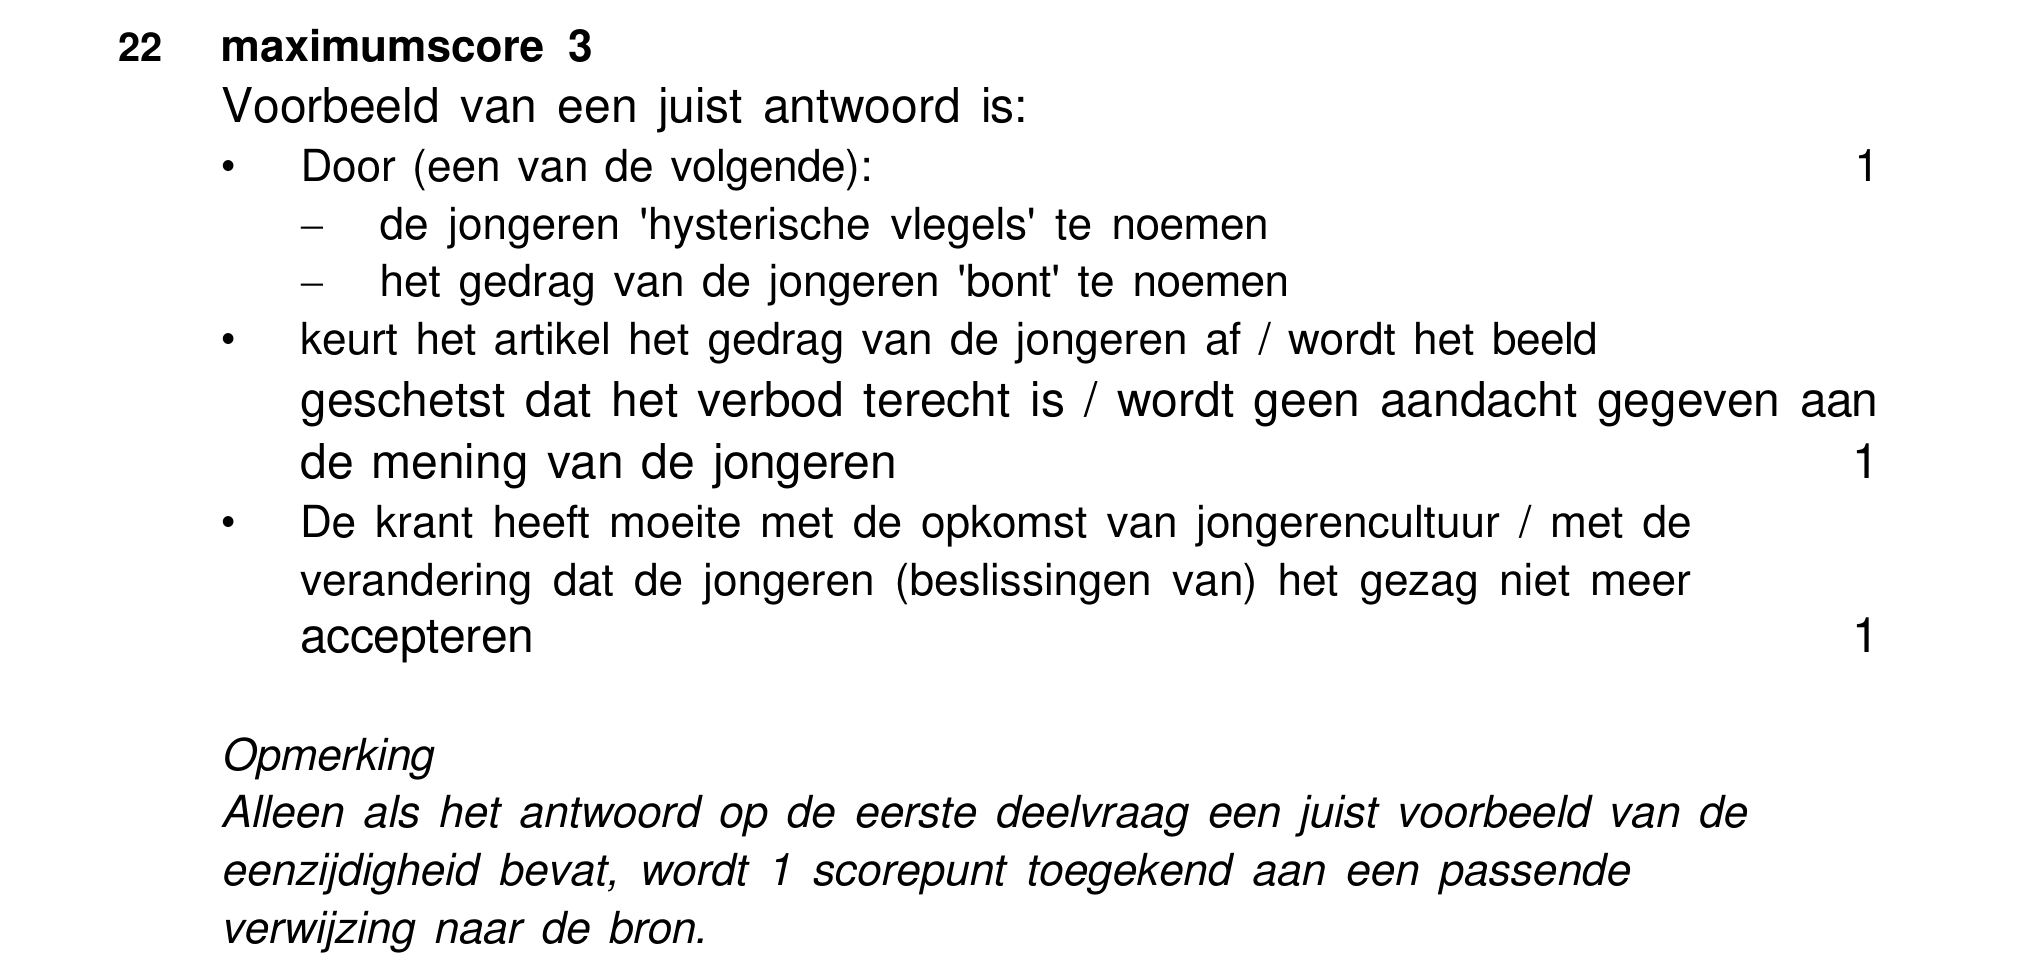 22 maximumscore 3
Voorbeeld van een juist antwoord is:
• Door (een van de volgende): 1
− de jongeren 'hysterische vlegels' te noemen
− het gedrag van de jongeren 'bont' te noemen
• keurt het artikel het gedrag van de jongeren af / wordt het beeld
geschetst dat het verbod terecht is / wordt geen aandacht gegeven aan
de mening van de jongeren 1
• De krant heeft moeite met de opkomst van jongerencultuur / met de
verandering dat de jongeren (beslissingen van) het gezag niet meer
accepteren 1
Opmerking
Alleen als het antwoord op de eerste deelvraag een juist voorbeeld van de
eenzijdigheid bevat, wordt 1 scorepunt toegekend aan een passende
verwijzing naar de bron.